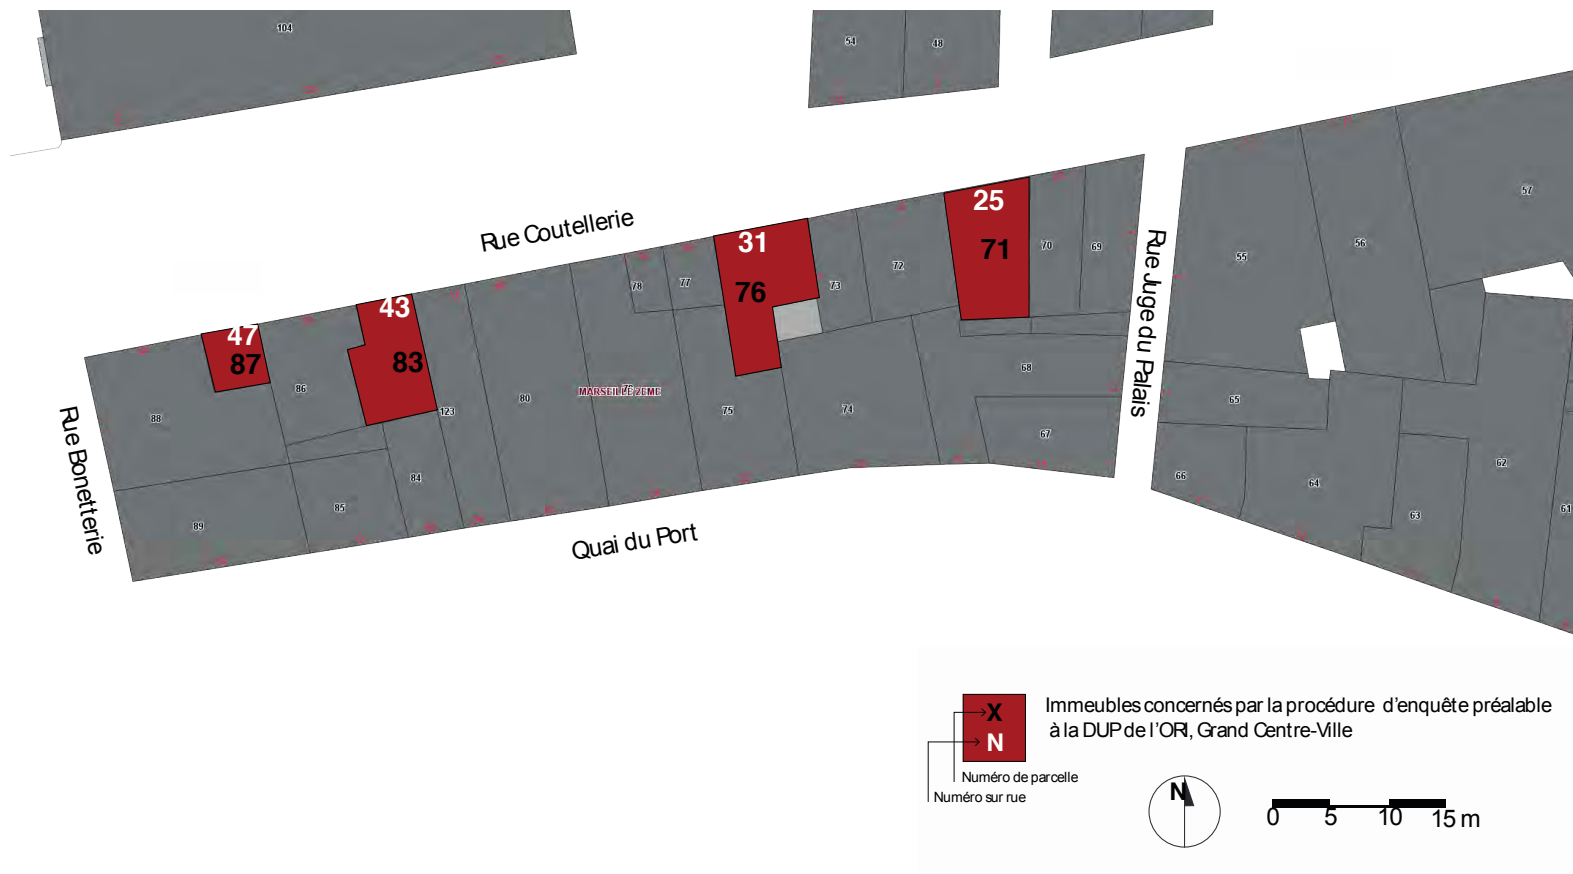 104
54
48
57
56
55
Rue Coutellerie
25
71
70
69
31
76
73
72
78
77
47
87
43
83
86
88
123
80
MARSEILLE 2EME
75
74
68
67
65
66
64
63
62
61
84
85
89
Rue Bonetterie
Quai du Port
Rue Juge du Palais
X
N
Immeubles concernés par la procédure d'enquête préalable
à la DUP de l'ORI, Grand Centre-Ville
Numéro de parcelle
Numéro sur rue
N
0 5 10 15 m